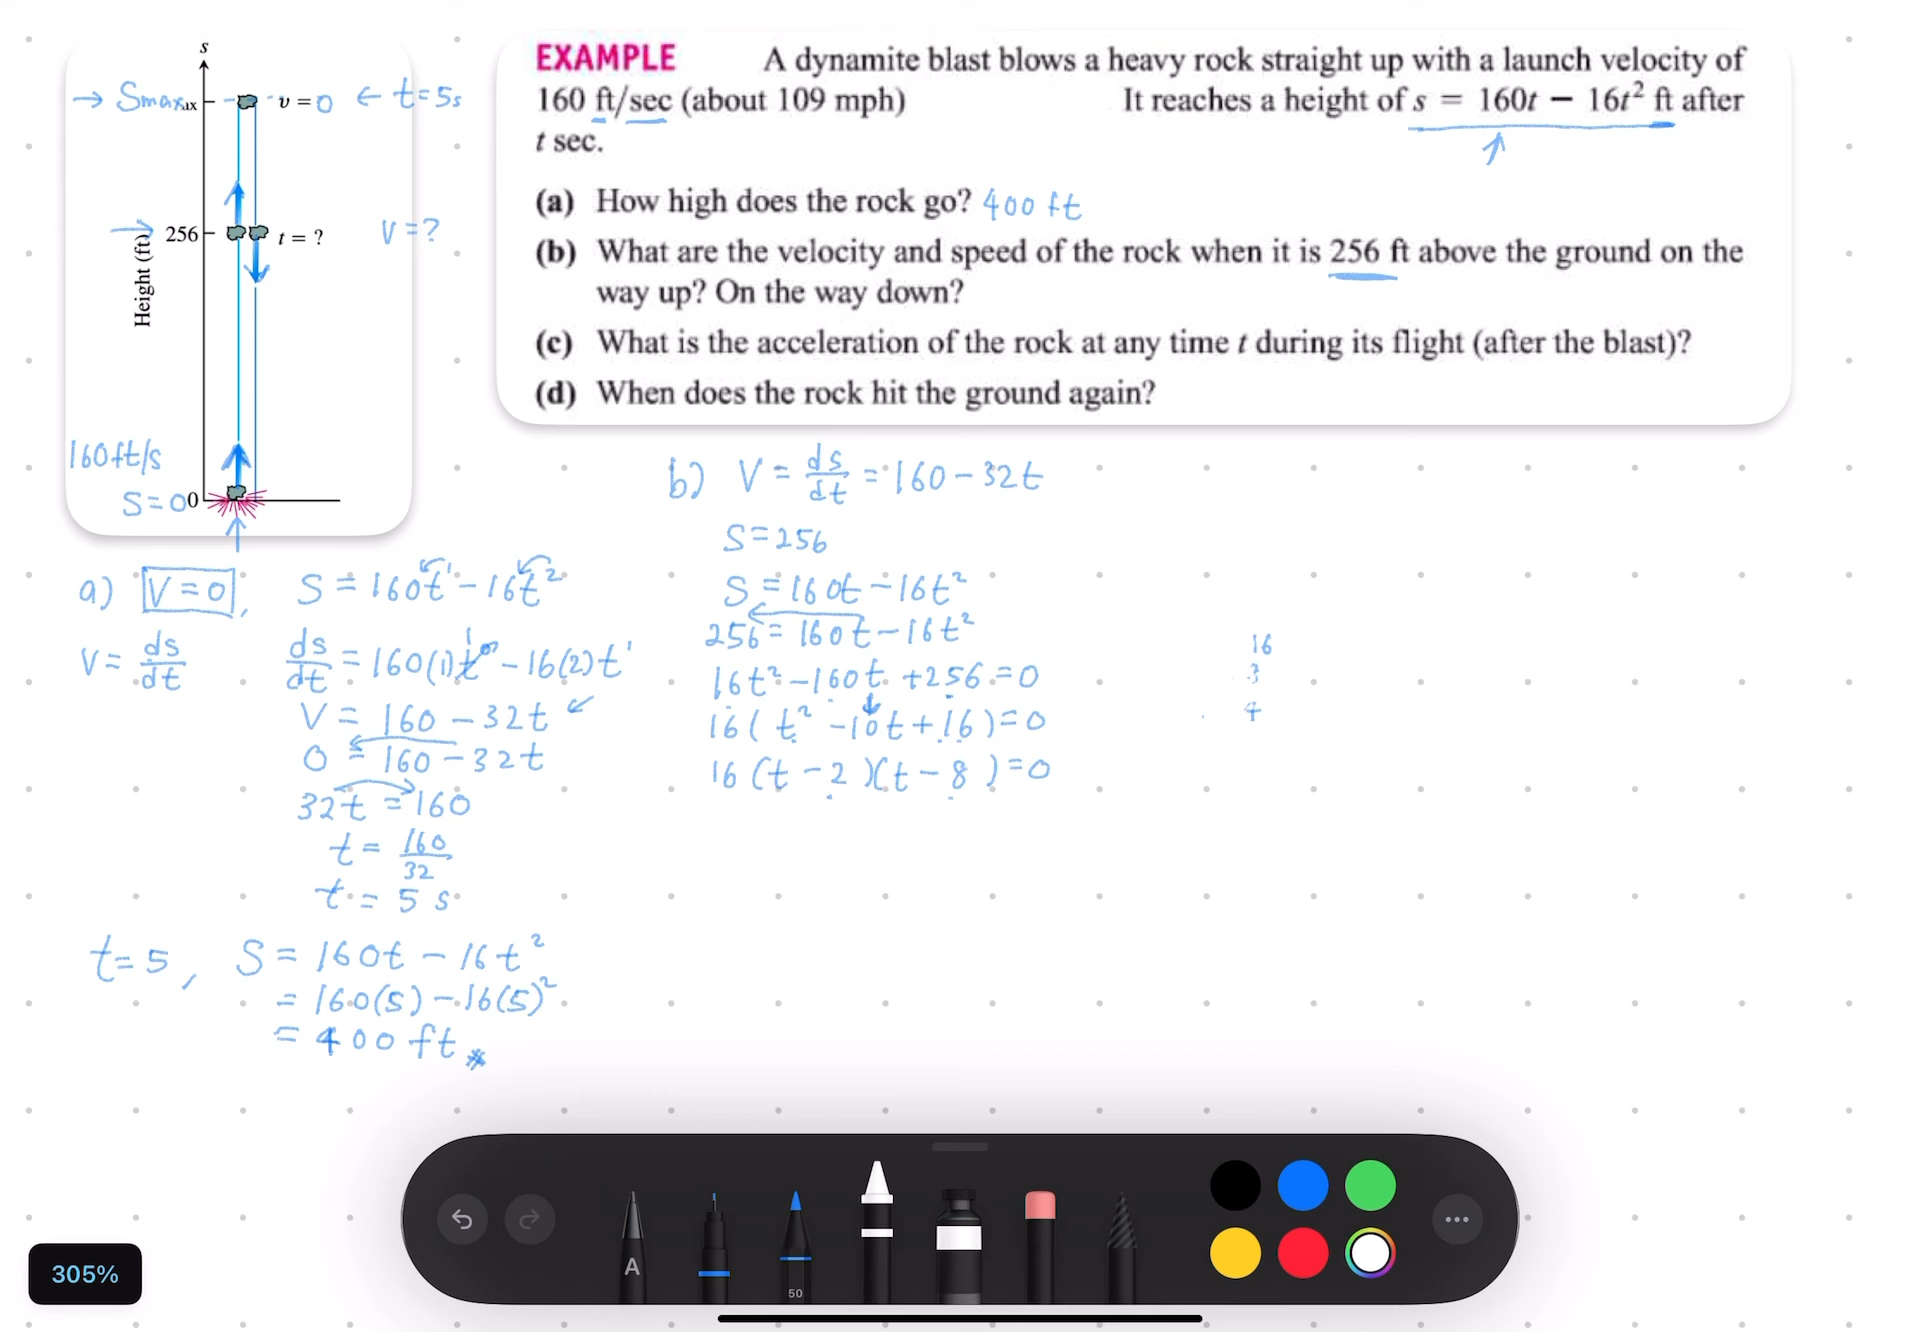 s
→ Smax ax
v = 0 ← t=5s
Height (ft)
→ 256
t = ?
V=?
160ft/s
S=0 0
EXAMPLE A dynamite blast blows a heavy rock straight up with a launch velocity of
160 ft/sec (about 109 mph) It reaches a height of s = 160t − 16t² ft after
t sec.
(a) How high does the rock go? 400 ft
(b) What are the velocity and speed of the rock when it is 256 ft above the ground on the
way up? On the way down?
(c) What is the acceleration of the rock at any time t during its flight (after the blast)?
(d) When does the rock hit the ground again?
a) V=0, S = 160t¹ − 16t²
V = ds/dt
ds/dt = 160(1)t⁰ − 16(2)t¹
1
V = 160 − 32t
0 = 160 − 32t
32t = 160
t = 160/32
t = 5 s
t=5, S = 160t − 16t²
= 160(5) − 16(5)²
= 400 ft
b) V = ds/dt = 160 − 32t
S=256
S = 160t − 16t²
256 = 160t − 16t²
16t² − 160t + 256 = 0
16(t² − 10t + 16) = 0
16(t − 2)(t − 8) = 0
16
3
4
A
50
305%